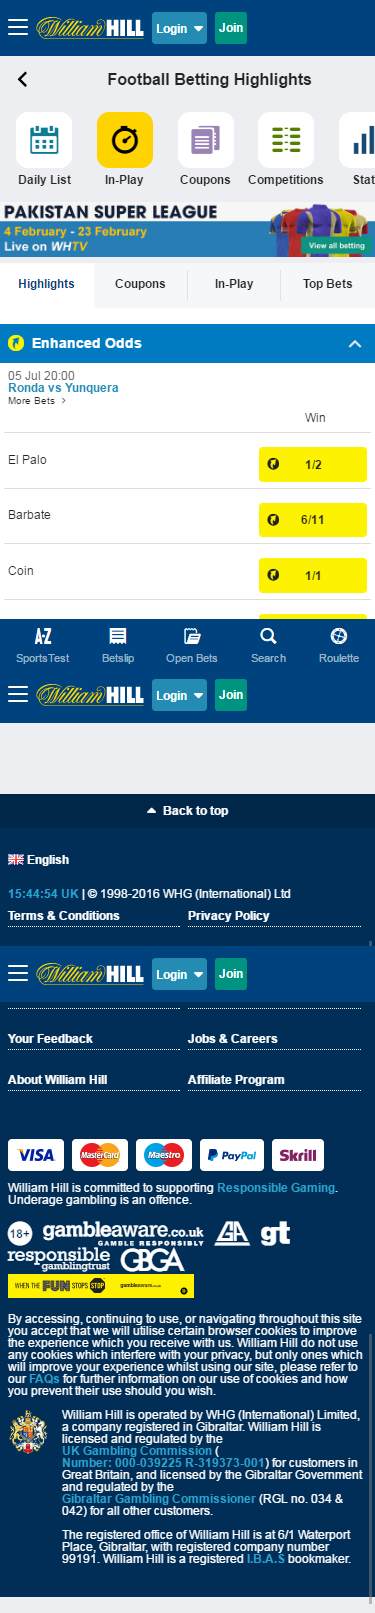 William HILL
Login
Join
Football Betting Highlights
Daily List
In-Play
Coupons
Competitions
Stat
PAKISTAN SUPER LEAGUE
4 February - 23 February
Live on WHTV
View all betting
Highlights
Coupons
In-Play
Top Bets
Enhanced Odds
05 Jul 20:00
Ronda vs Yunquera
More Bets >
Win
El Palo
1/2
Barbate
6/11
Coin
1/1
A-Z
SportsTest
Betslip
Open Bets
Search
Roulette
William HILL
Login
Join
Back to top
English
15:44:54 UK | © 1998-2016 WHG (International) Ltd
Terms & Conditions
Privacy Policy
William HILL
Login
Join
Your Feedback
Jobs & Careers
About William Hill
Affiliate Program
VISA
MasterCard
Maestro
PayPal
Skrill
William Hill is committed to supporting Responsible Gaming.
Underage gambling is an offence.
18+
gambleaware.co.uk
GAMBLE RESPONSIBLY
GA
gt
responsible
gamblingtrust
GBGA
WHEN THE FUN STOPS STOP
gambleaware.co.uk
By accessing, continuing to use, or navigating throughout this site
you accept that we will utilise certain browser cookies to improve
the experience which you receive with us. William Hill do not use
any cookies which interfere with your privacy, but only ones which
will improve your experience whilst using our site, please refer to
our FAQs for further information on our use of cookies and how
you prevent their use should you wish.
William Hill is operated by WHG (International) Limited,
a company registered in Gibraltar. William Hill is
licensed and regulated by the
UK Gambling Commission (
Number: 000-039225 R-319373-001) for customers in
Great Britain, and licensed by the Gibraltar Government
and regulated by the
Gibraltar Gambling Commissioner (RGL no. 034 &
042) for all other customers.
The registered office of William Hill is at 6/1 Waterport
Place, Gibraltar, with registered company number
99191. William Hill is a registered I.B.A.S bookmaker.